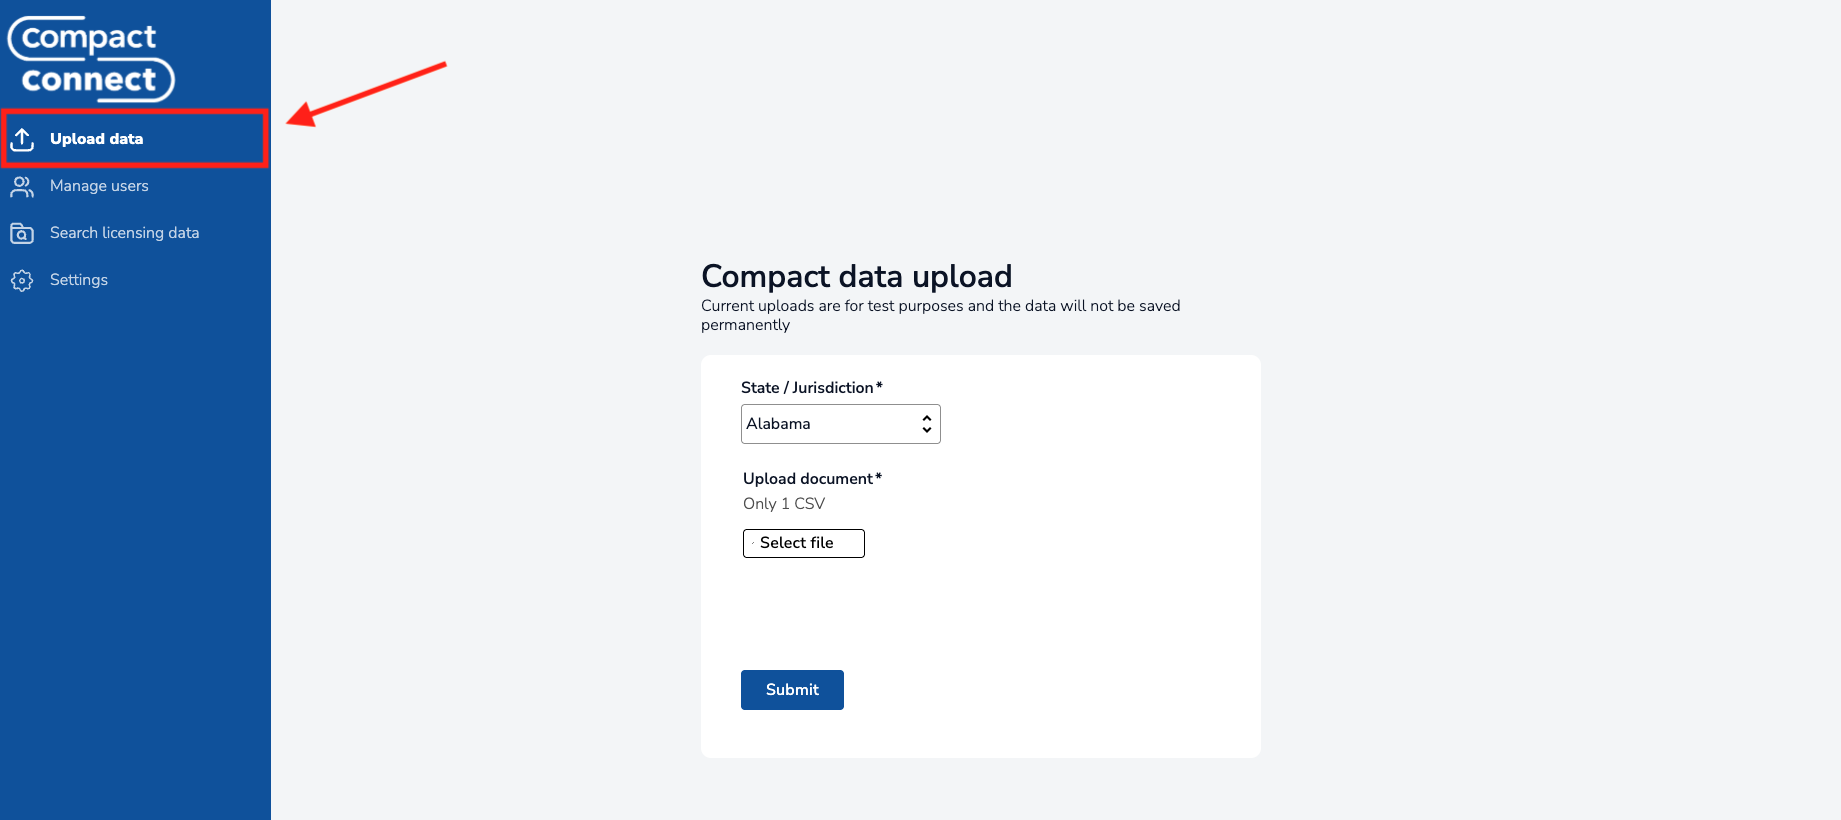 Compact
connect
Upload data
Manage users
Search licensing data
Settings
Compact data upload
Current uploads are for test purposes and the data will not be saved
permanently
State / Jurisdiction*
Alabama
Upload document*
Only 1 CSV
Select file
Submit